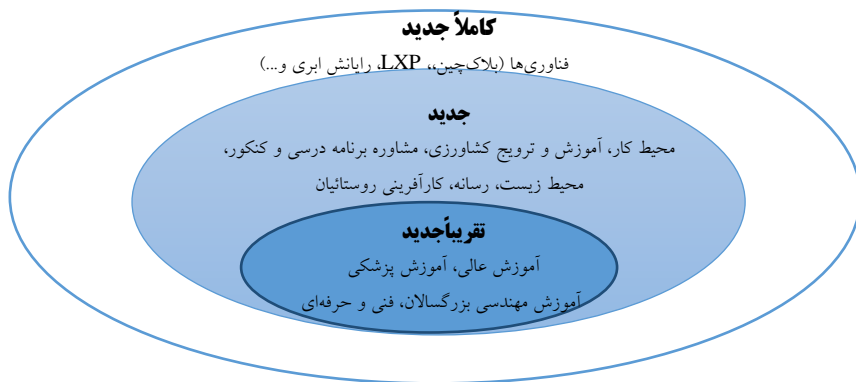 کاملاً جدید
فناوری‌ها (بلاک‌چین،، LXP، رایانش ابری و...)
جدید
محیط کار، آموزش و ترویج کشاورزی، مشاوره برنامه درسی و کنکور،
محیط زیست، رسانه، کارآفرینی روستائیان
تقریباًجدید
آموزش عالی، آموزش پزشکی
آموزش مهندسی بزرگسالان، فنی و حرفه‌ای